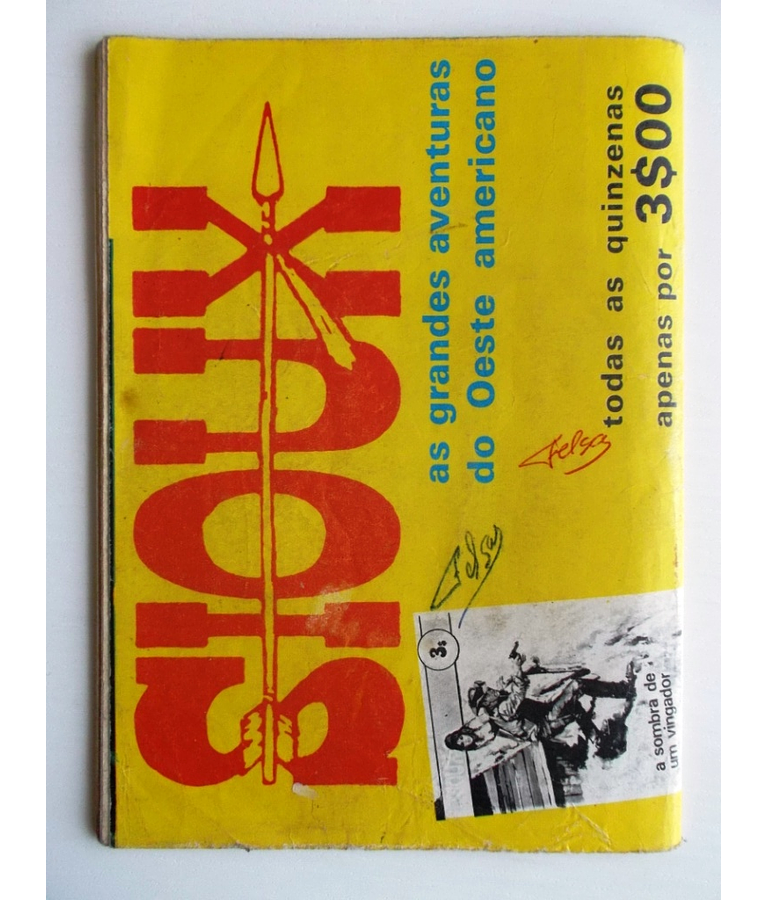 SIOUX
as grandes aventuras
do Oeste americano
todas as quinzenas
apenas por 3$00
3$
a sombra de
um vingador